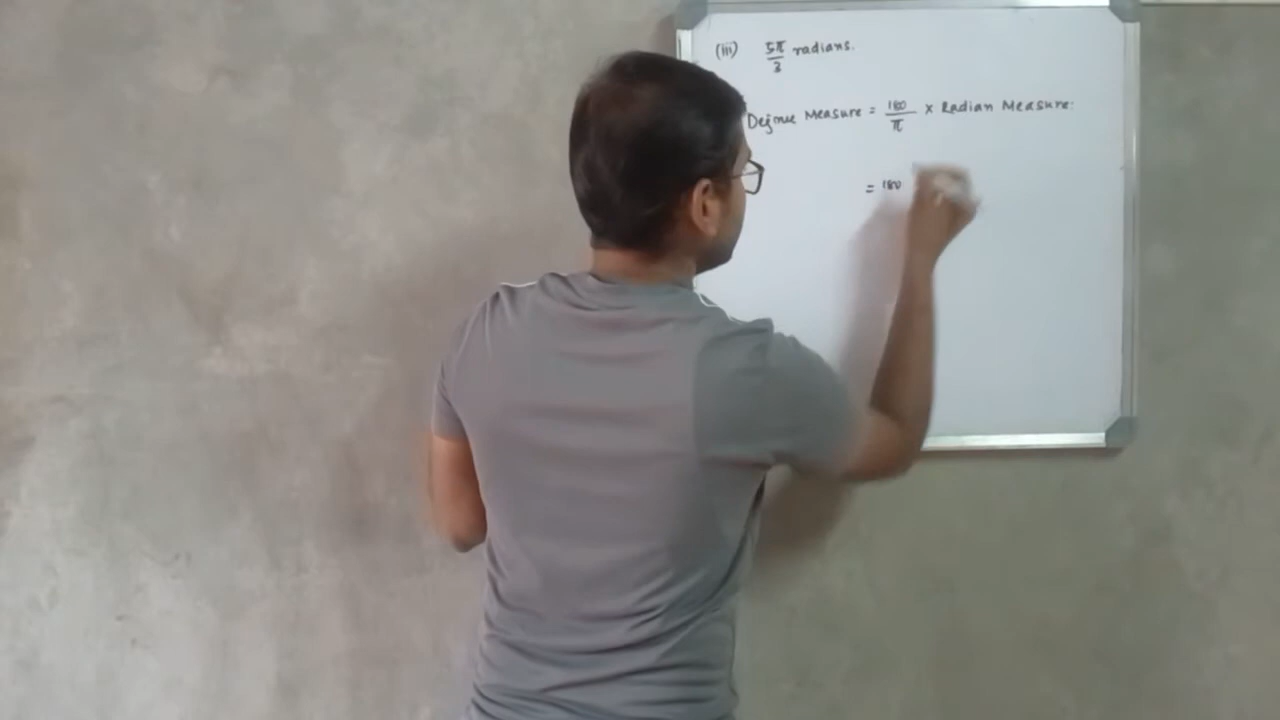 (iii) 5π/3 radians.
Degree Measure = 180/π × Radian Measure.
= 180